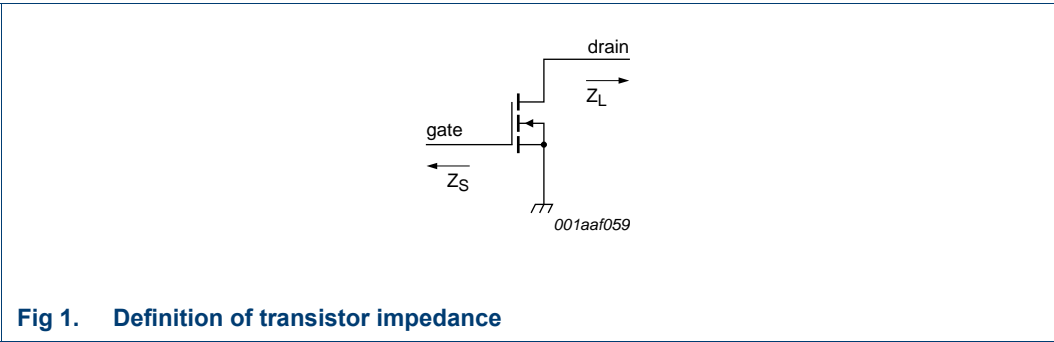 drain
Z_L
gate
Z_S
001aaf059
Fig 1. Definition of transistor impedance